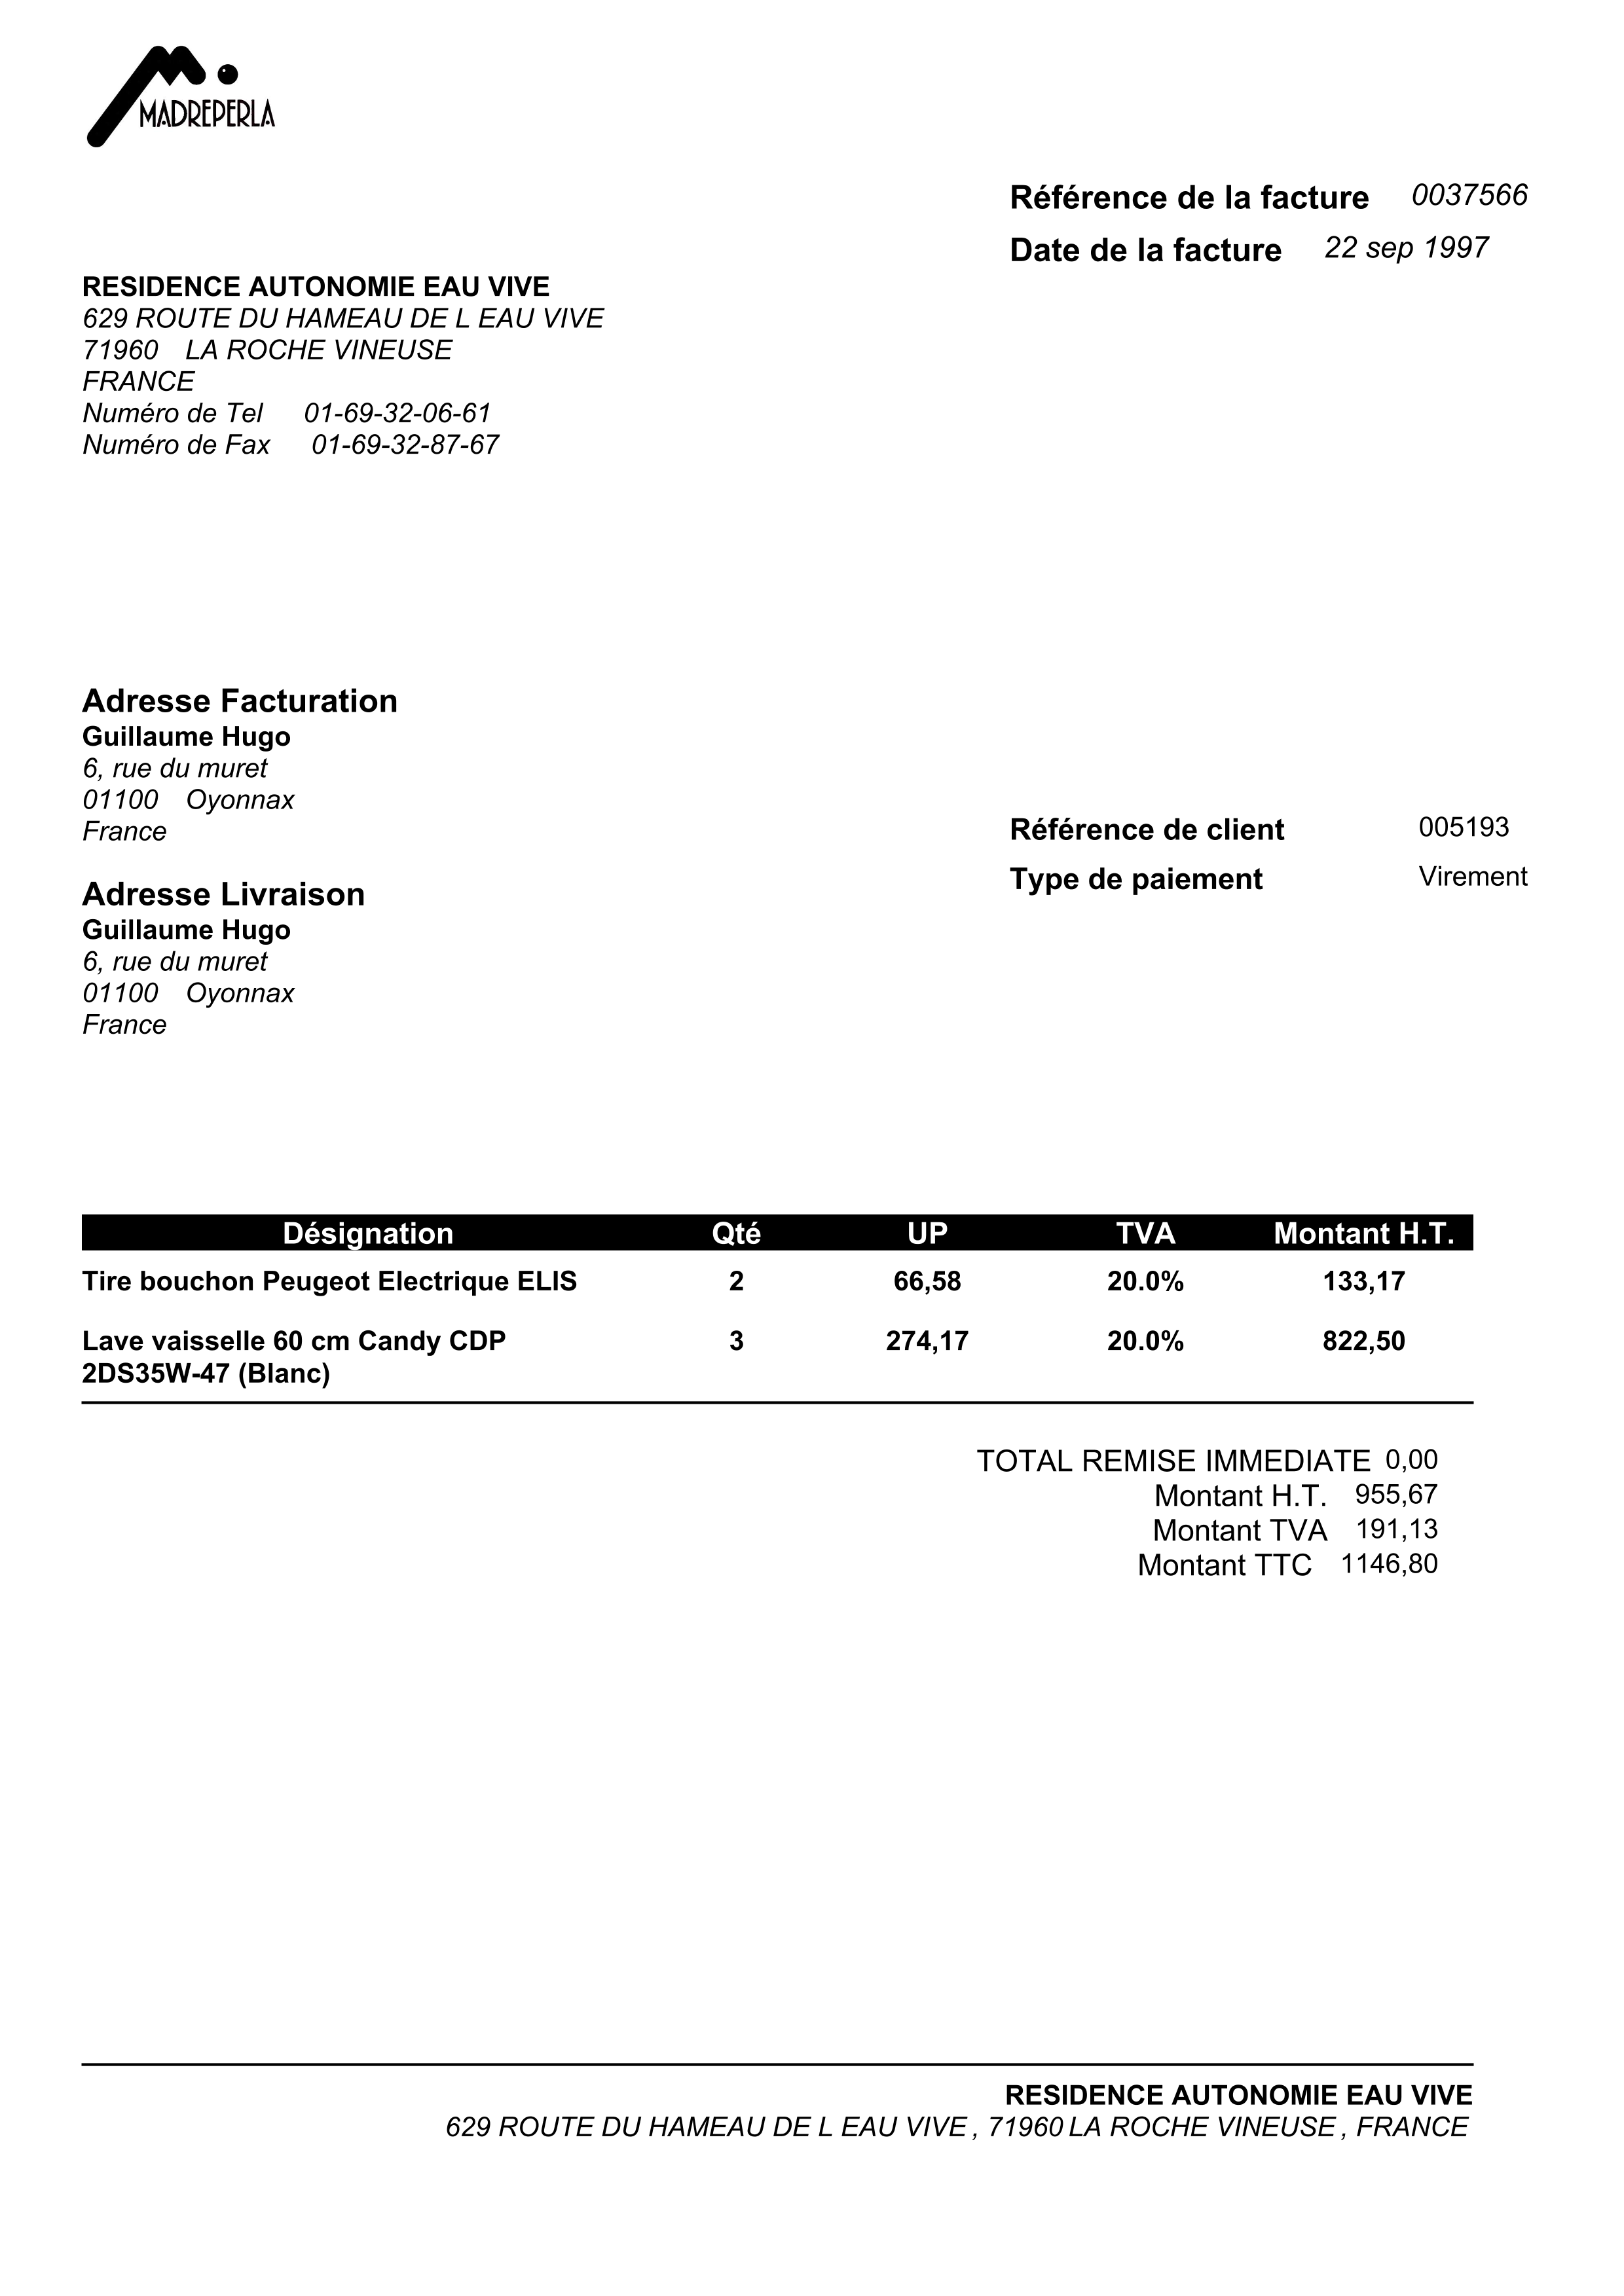 MADREPERLA
Référence de la facture 0037566
Date de la facture 22 sep 1997
RESIDENCE AUTONOMIE EAU VIVE
629 ROUTE DU HAMEAU DE L EAU VIVE
71960 LA ROCHE VINEUSE
FRANCE
Numéro de Tel 01-69-32-06-61
Numéro de Fax 01-69-32-87-67
Adresse Facturation
Guillaume Hugo
6, rue du muret
01100 Oyonnax
France
Référence de client 005193
Type de paiement Virement
Adresse Livraison
Guillaume Hugo
6, rue du muret
01100 Oyonnax
France
Désignation Qté UP TVA Montant H.T.
Tire bouchon Peugeot Electrique ELIS 2 66,58 20.0% 133,17
Lave vaisselle 60 cm Candy CDP 3 274,17 20.0% 822,50
2DS35W-47 (Blanc)
TOTAL REMISE IMMEDIATE 0,00
Montant H.T. 955,67
Montant TVA 191,13
Montant TTC 1146,80
RESIDENCE AUTONOMIE EAU VIVE
629 ROUTE DU HAMEAU DE L EAU VIVE , 71960 LA ROCHE VINEUSE , FRANCE